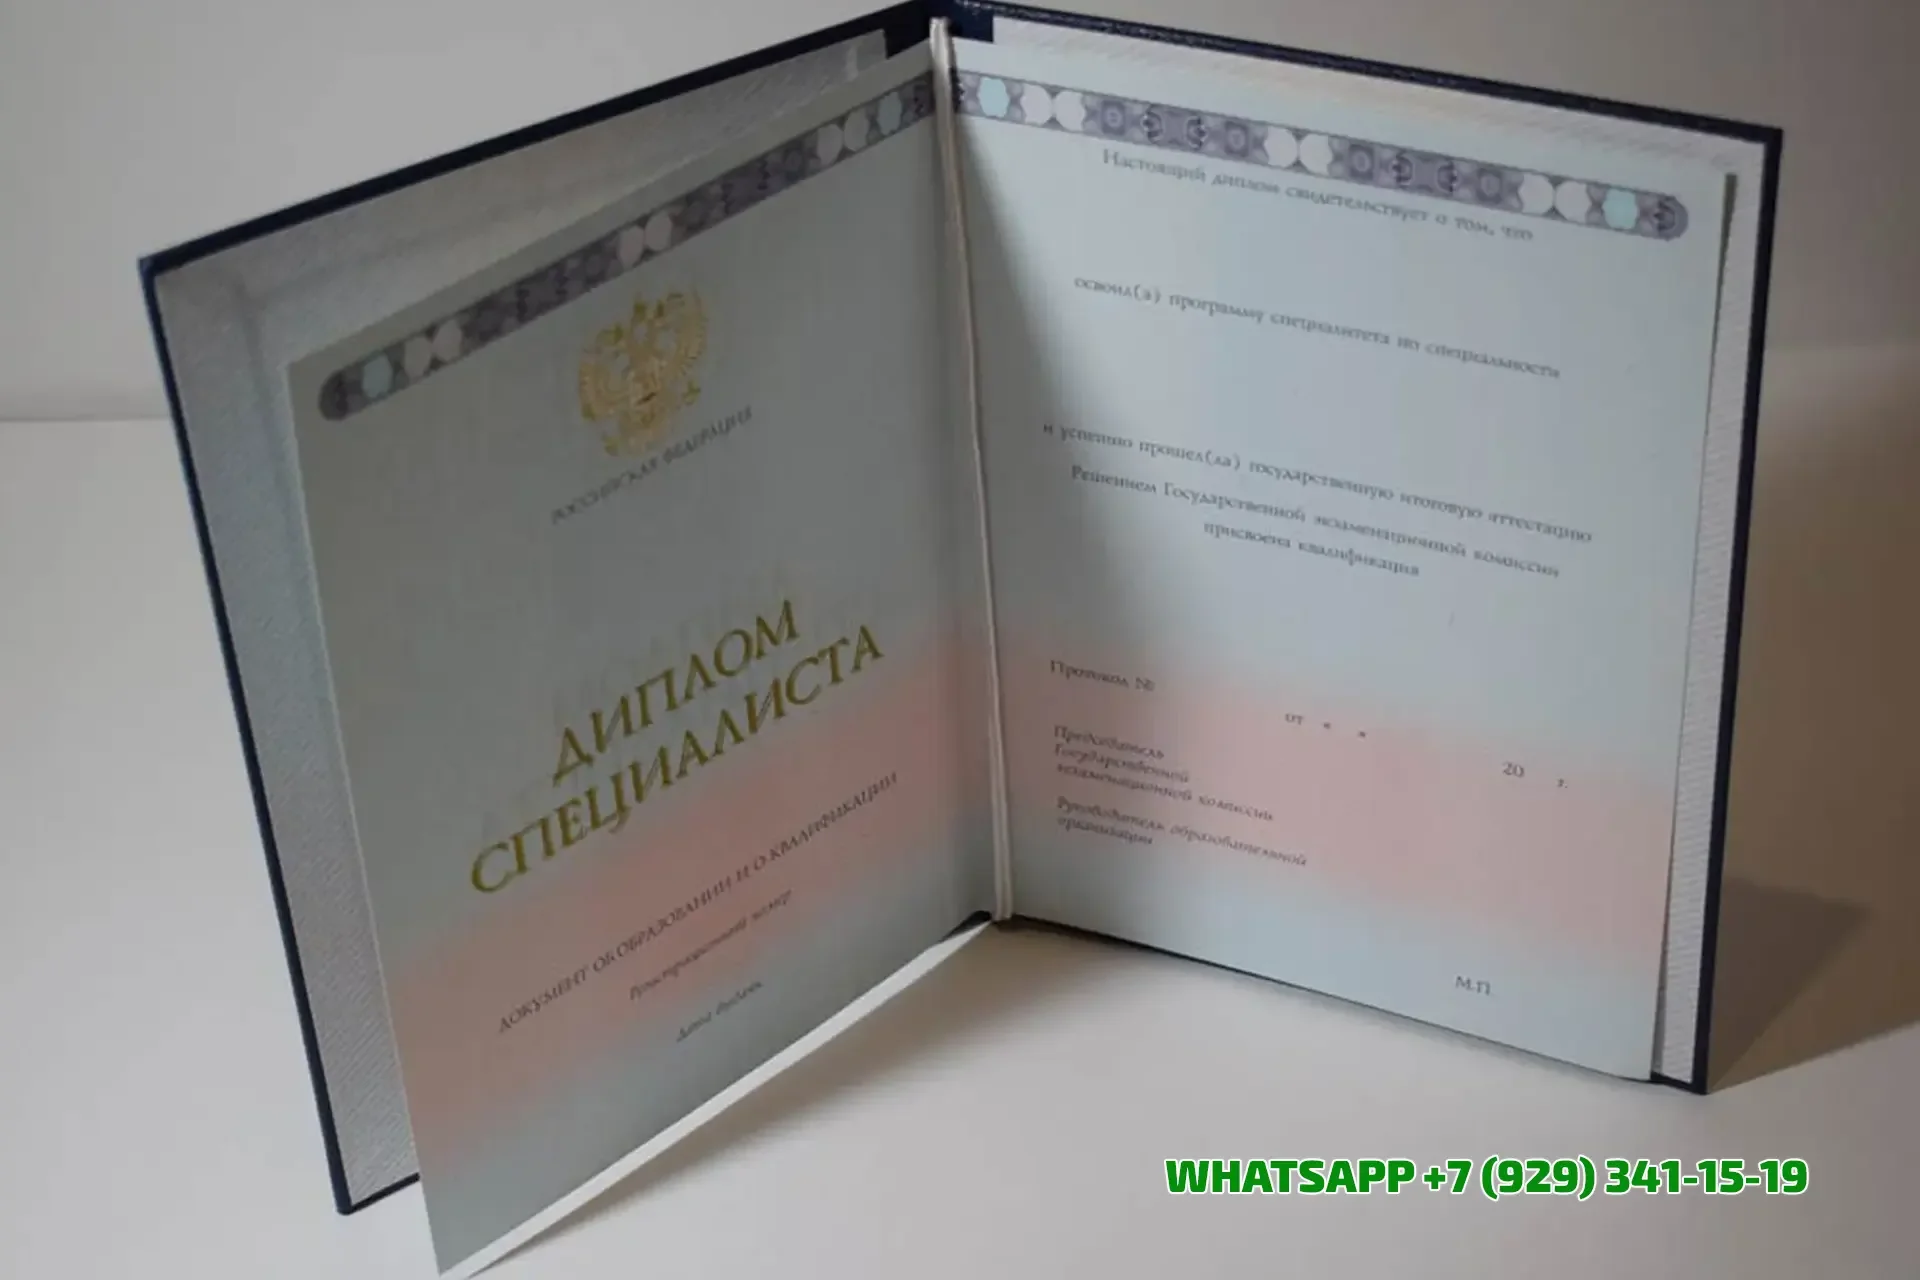 РОССИЙСКАЯ ФЕДЕРАЦИЯ
ДИПЛОМ
СПЕЦИАЛИСТА
ДОКУМЕНТ ОБ ОБРАЗОВАНИИ И О КВАЛИФИКАЦИИ
Регистрационный номер
Дата выдачи
Настоящий диплом свидетельствует о том, что
освоил(а) программу специалитета по специальности
и успешно прошел(ла) государственную итоговую аттестацию
Решением Государственной экзаменационной комиссии
присвоена квалификация
Протокол №
от « »
20 г.
Председатель
Государственной
экзаменационной комиссии
Руководитель образовательной
организации
М.П.
WHATSAPP +7 (929) 341-15-19